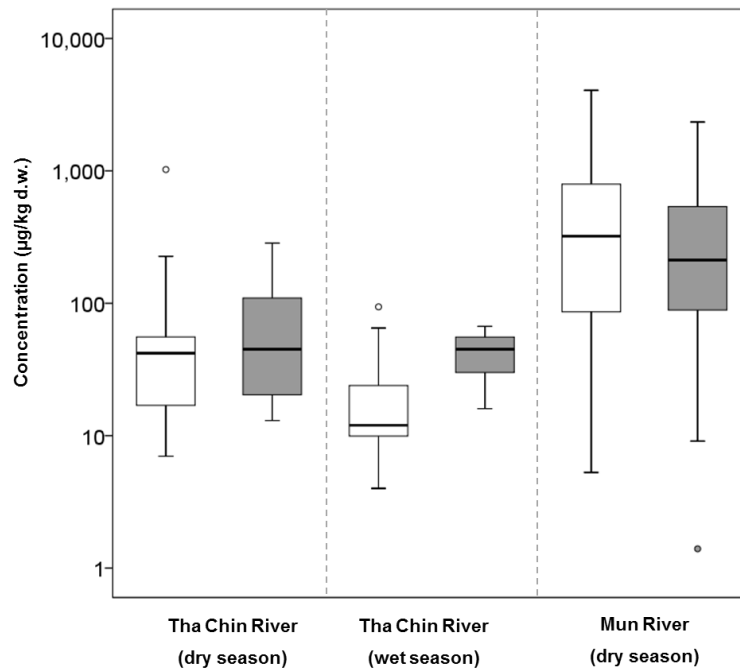 10,000
1,000
100
10
1
Concentration (µg/kg d.w.)
Tha Chin River
(dry season)
Tha Chin River
(wet season)
Mun River
(dry season)